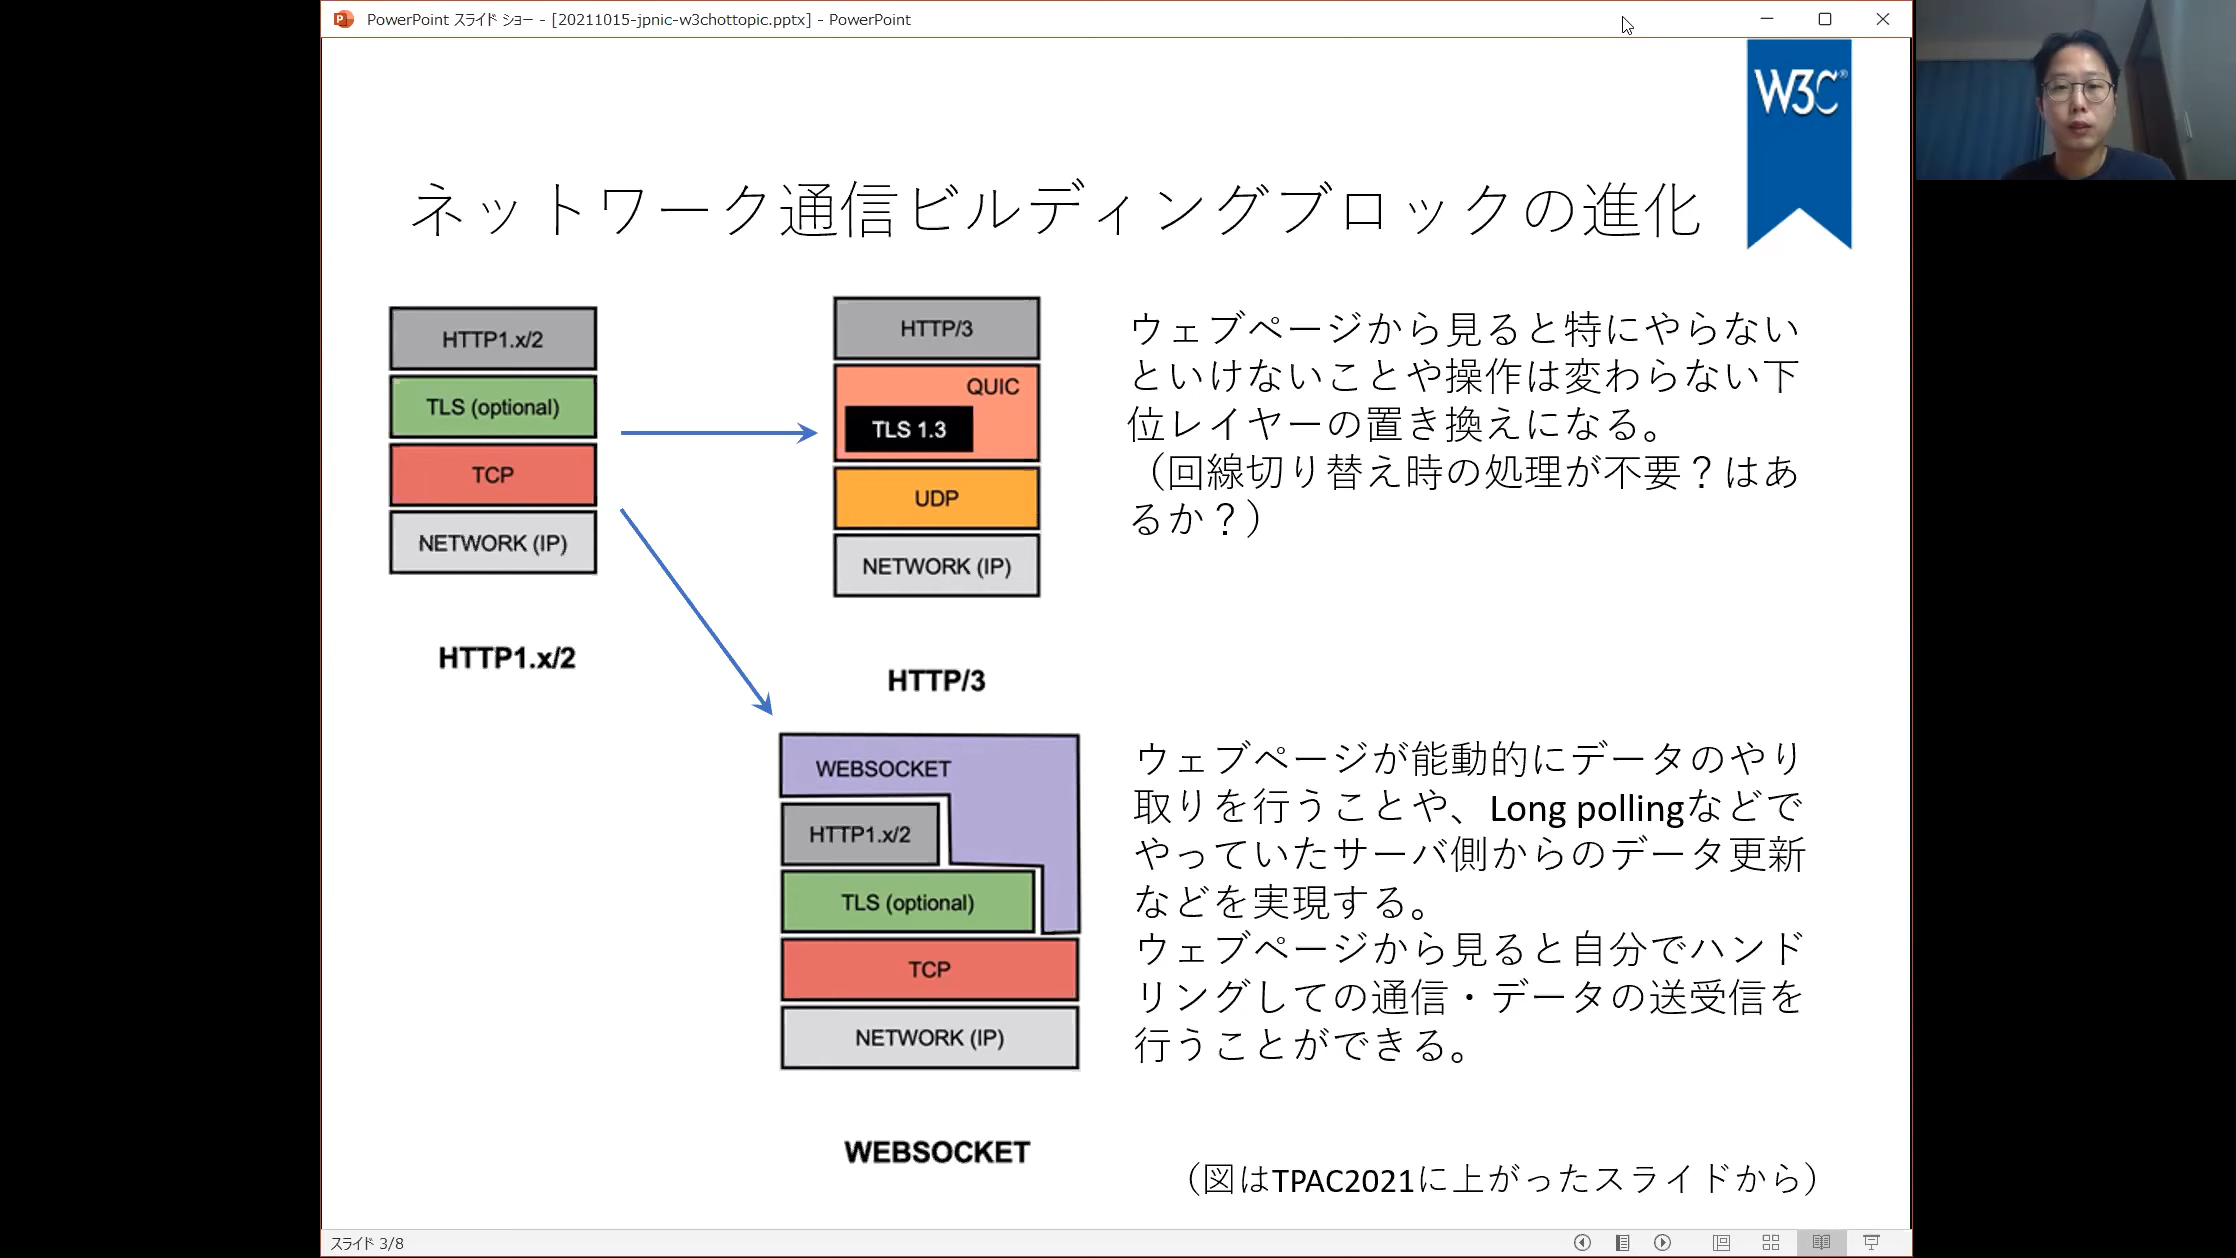 PowerPoint スライド ショー - [20211015-jpnic-w3chottopic.pptx] - PowerPoint
W3C®
ネットワーク通信ビルディングブロックの進化
HTTP1.x/2
TLS (optional)
TCP
NETWORK (IP)
HTTP1.x/2
HTTP/3
QUIC
TLS 1.3
UDP
NETWORK (IP)
HTTP/3
ウェブページから見ると特にやらない
といけないことや操作は変わらない下
位レイヤーの置き換えになる。
（回線切り替え時の処理が不要？はあ
るか？）
WEBSOCKET
HTTP1.x/2
TLS (optional)
TCP
NETWORK (IP)
WEBSOCKET
ウェブページが能動的にデータのやり
取りを行うことや、Long pollingなどで
やっていたサーバ側からのデータ更新
などを実現する。
ウェブページから見ると自分でハンド
リングしての通信・データの送受信を
行うことができる。
（図はTPAC2021に上がったスライドから）
スライド 3/8